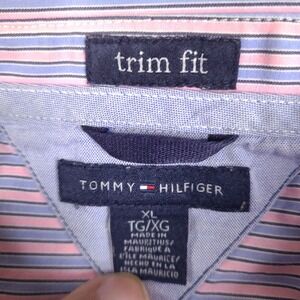 trim fit
TOMMY HILFIGER
XL
TG/XG
MADE IN
MAURITIUS/
FABRIQUÉ À
L'ÎLE MAURICE/
HECHO EN LA
ISLA MAURICIO